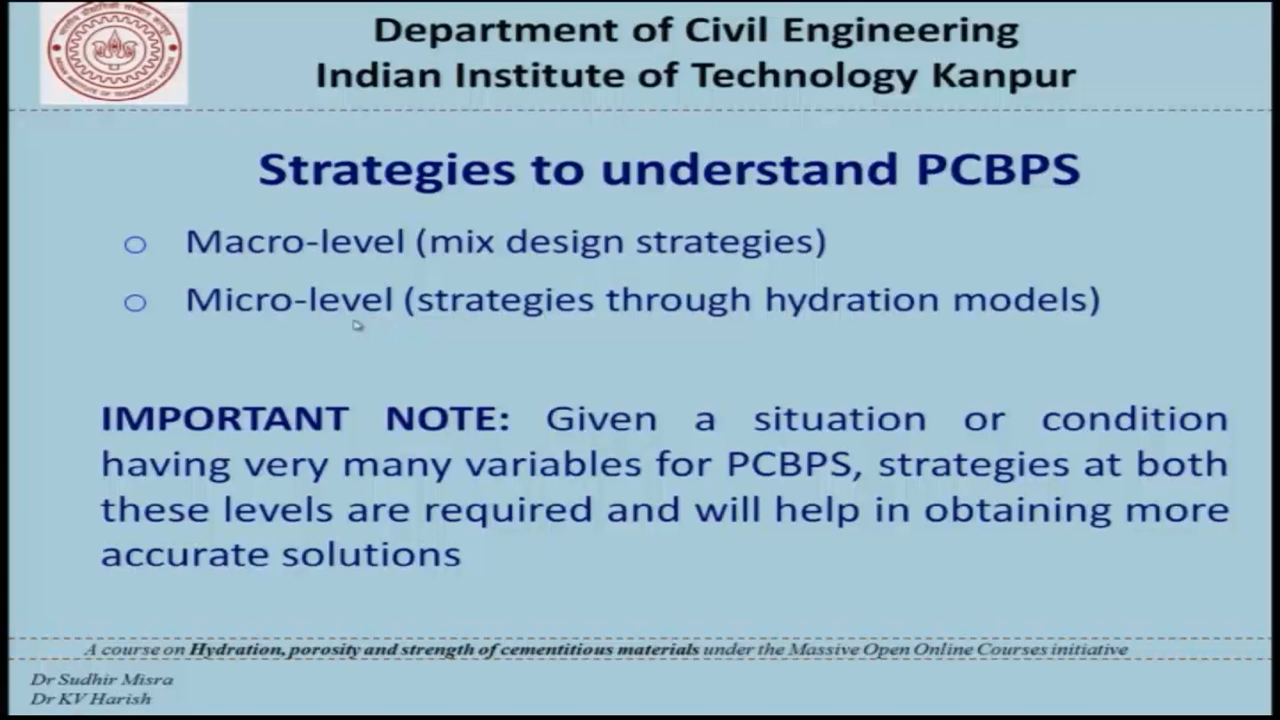 Department of Civil Engineering
Indian Institute of Technology Kanpur
Strategies to understand PCBPS
Macro-level (mix design strategies)
Micro-level (strategies through hydration models)
IMPORTANT NOTE: Given a situation or condition
having very many variables for PCBPS, strategies at both
these levels are required and will help in obtaining more
accurate solutions
A course on Hydration, porosity and strength of cementitious materials under the Massive Open Online Courses initiative
Dr Sudhir Misra
Dr KV Harish